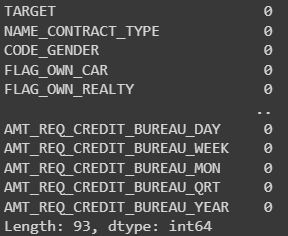 TARGET 0
NAME_CONTRACT_TYPE 0
CODE_GENDER 0
FLAG_OWN_CAR 0
FLAG_OWN_REALTY 0
..
AMT_REQ_CREDIT_BUREAU_DAY 0
AMT_REQ_CREDIT_BUREAU_WEEK 0
AMT_REQ_CREDIT_BUREAU_MON 0
AMT_REQ_CREDIT_BUREAU_QRT 0
AMT_REQ_CREDIT_BUREAU_YEAR 0
Length: 93, dtype: int64